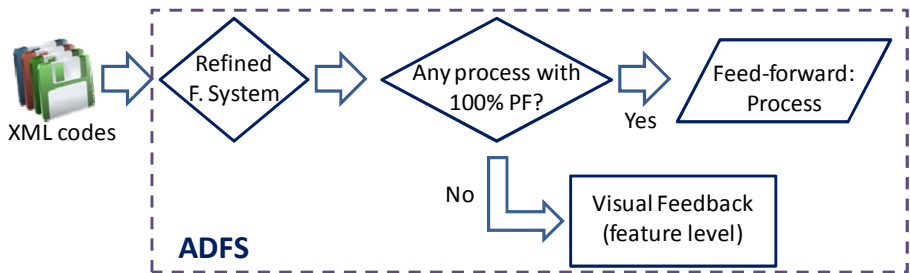 XML codes
Refined
F. System
Any process with
100% PF?
Yes
Feed-forward:
Process
No
Visual Feedback
(feature level)
ADFS